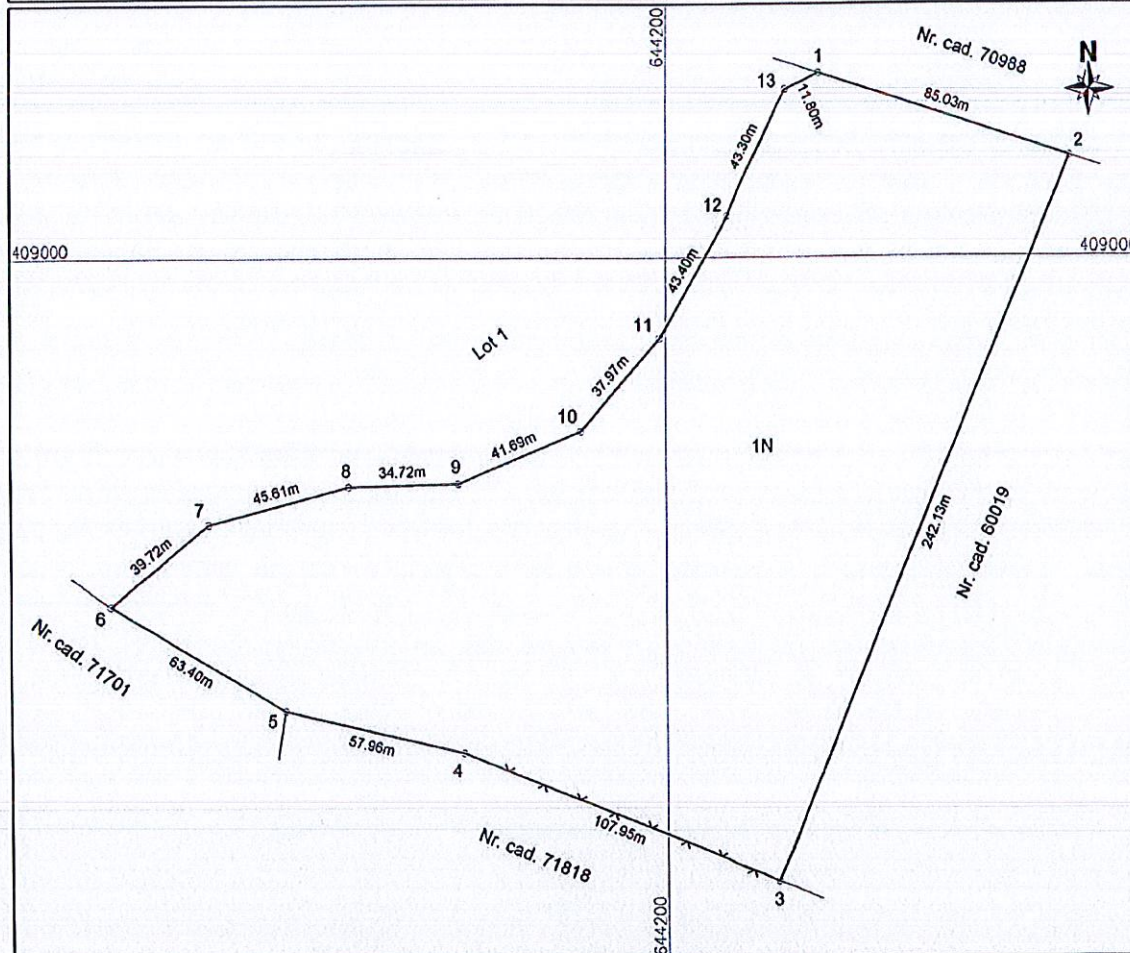 644200
Nr. cad. 70988
N
1
13
11.80m
85.03m
2
43.30m
12
409000
409000
43.40m
11
Lot 1
37.97m
10
1N
41.69m
9
34.72m
8
45.61m
7
242.13m
Nr. cad. 60019
39.72m
6
Nr. cad. 71701
63.40m
5
57.96m
4
107.95m
Nr. cad. 71818
3
644200